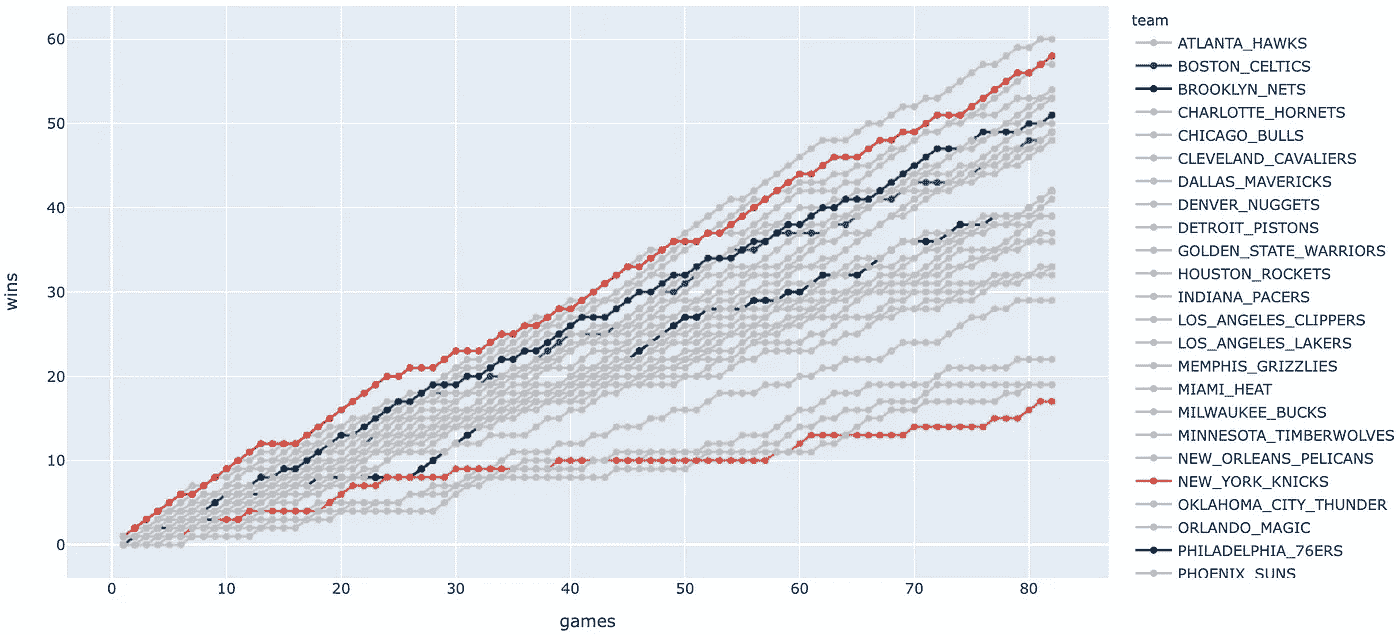 team
ATLANTA_HAWKS
BOSTON_CELTICS
BROOKLYN_NETS
CHARLOTTE_HORNETS
CHICAGO_BULLS
CLEVELAND_CAVALIERS
DALLAS_MAVERICKS
DENVER_NUGGETS
DETROIT_PISTONS
GOLDEN_STATE_WARRIORS
HOUSTON_ROCKETS
INDIANA_PACERS
LOS_ANGELES_CLIPPERS
LOS_ANGELES_LAKERS
MEMPHIS_GRIZZLIES
MIAMI_HEAT
MILWAUKEE_BUCKS
MINNESOTA_TIMBERWOLVES
NEW_ORLEANS_PELICANS
NEW_YORK_KNICKS
OKLAHOMA_CITY_THUNDER
ORLANDO_MAGIC
PHILADELPHIA_76ERS
PHOENIX_SUNS
60
50
40
30
20
10
0
wins
0 10 20 30 40 50 60 70 80
games